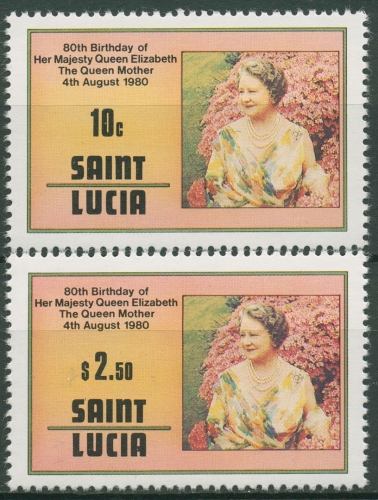 80th Birthday of
Her Majesty Queen Elizabeth
The Queen Mother
4th August 1980
10c
SAINT
LUCIA
80th Birthday of
Her Majesty Queen Elizabeth
The Queen Mother
4th August 1980
$2.50
SAINT
LUCIA